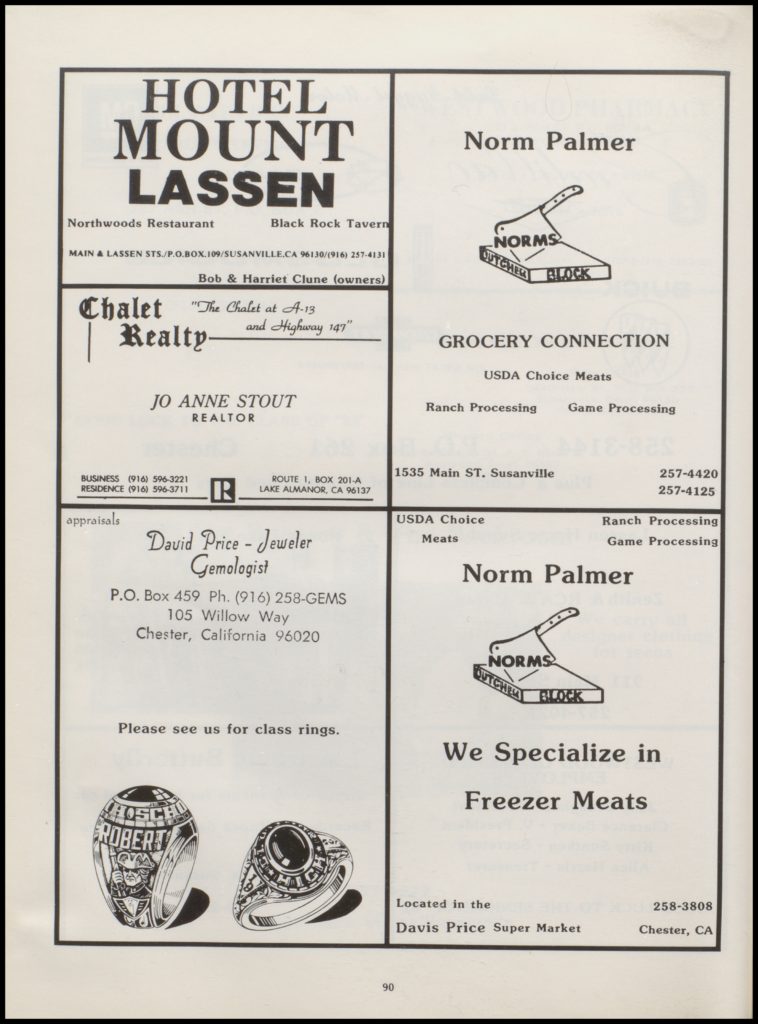 HOTEL
MOUNT
LASSEN
Northwoods Restaurant Black Rock Tavern
MAIN & LASSEN STS./P.O.BOX.109/SUSANVILLE,CA 96130/(916) 257-4131
Bob & Harriet Clune (owners)
Chalet
Realty
"The Chalet at A-13
and Highway 147"
JO ANNE STOUT
REALTOR
BUSINESS (916) 596-3221
RESIDENCE (916) 596-3711
R
ROUTE 1, BOX 201-A
LAKE ALMANOR, CA 96137
appraisals
David Price - Jeweler
Gemologist
P.O. Box 459 Ph. (916) 258-GEMS
105 Willow Way
Chester, California 96020
Please see us for class rings.
ROBERT
HIGH
Norm Palmer
NORMS
BUTCHER BLOCK
GROCERY CONNECTION
USDA Choice Meats
Ranch Processing Game Processing
1535 Main ST. Susanville 257-4420
257-4125
USDA Choice
Meats
Ranch Processing
Game Processing
Norm Palmer
NORMS
BUTCHER BLOCK
We Specialize in
Freezer Meats
Located in the 258-3808
Davis Price Super Market Chester, CA
90